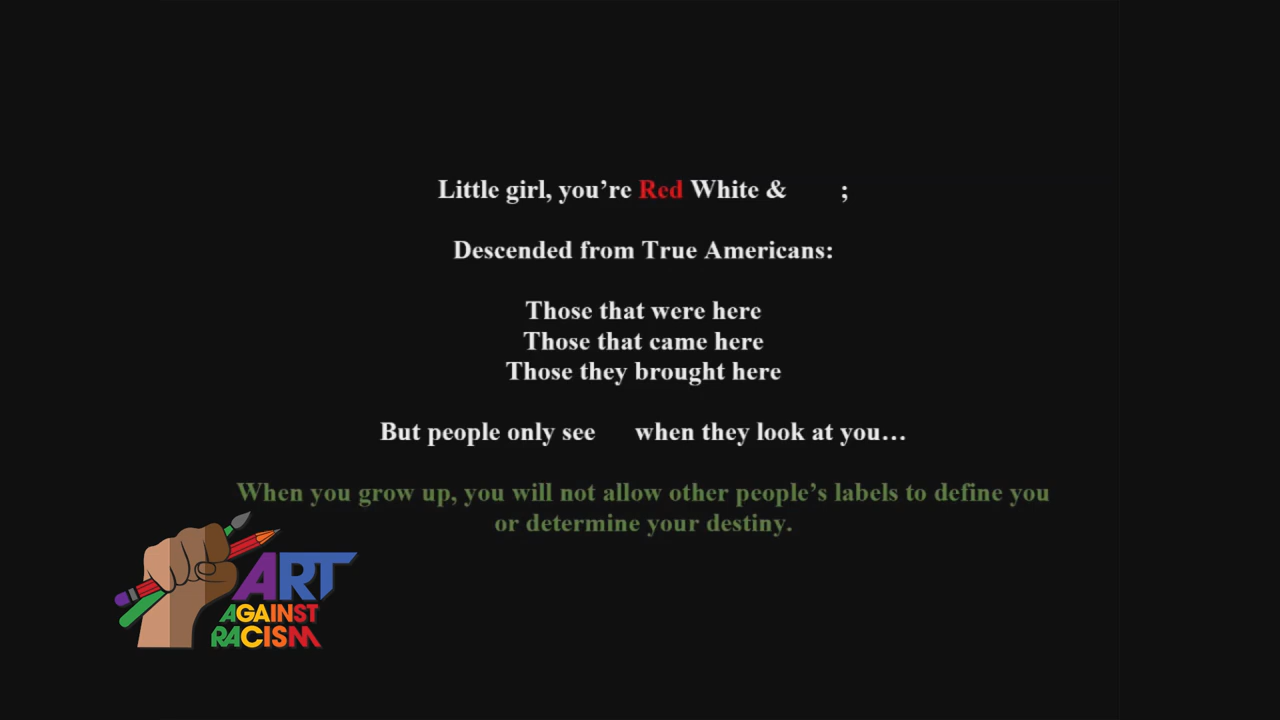 Little girl, you’re Red White & ;
Descended from True Americans:
Those that were here
Those that came here
Those they brought here
But people only see when they look at you…
When you grow up, you will not allow other people’s labels to define you
or determine your destiny.
ART
AGAINST
RACISM